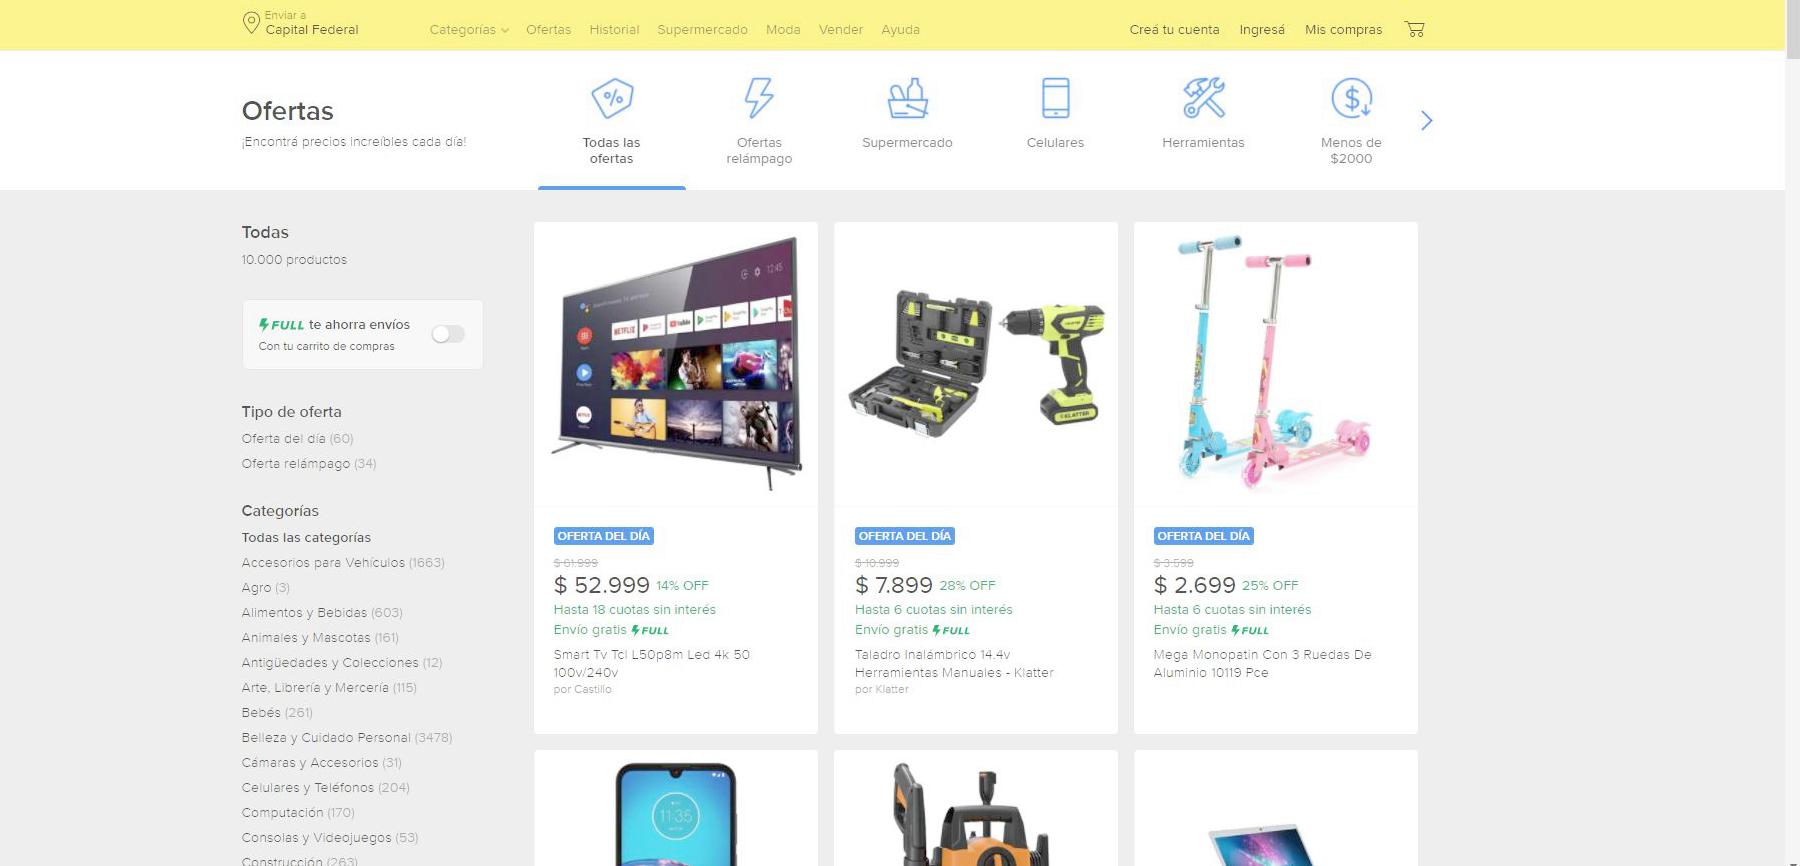 Enviar a
Capital Federal
Categorías Ofertas Historial Supermercado Moda Vender Ayuda
Creá tu cuenta Ingresá Mis compras
Ofertas
¡Encontrá precios increíbles cada día!
Todas las
ofertas
Ofertas
relámpago
Supermercado
Celulares
Herramientas
Menos de
$2000
Todas
10.000 productos
FULL te ahorra envíos
Con tu carrito de compras
Tipo de oferta
Oferta del día (60)
Oferta relámpago (34)
Categorías
Todas las categorías
Accesorios para Vehículos (1663)
Agro (3)
Alimentos y Bebidas (603)
Animales y Mascotas (161)
Antigüedades y Colecciones (12)
Arte, Librería y Mercería (115)
Bebés (261)
Belleza y Cuidado Personal (3478)
Cámaras y Accesorios (31)
Celulares y Teléfonos (204)
Computación (170)
Consolas y Videojuegos (53)
Construcción (263)
12:45
NETFLIX
YouTube
OFERTA DEL DÍA
$ 61.999
$ 52.999 14% OFF
Hasta 18 cuotas sin interés
Envío gratis FULL
Smart Tv Tcl L50p8m Led 4k 50
100v/240v
por Castillo
KLATTER
OFERTA DEL DÍA
$ 10.999
$ 7.899 28% OFF
Hasta 6 cuotas sin interés
Envío gratis FULL
Taladro Inalámbrico 14.4v
Herramientas Manuales - Klatter
por Klatter
OFERTA DEL DÍA
$ 3.599
$ 2.699 25% OFF
Hasta 6 cuotas sin interés
Envío gratis FULL
Mega Monopatin Con 3 Ruedas De
Aluminio 10119 Pce
11:35